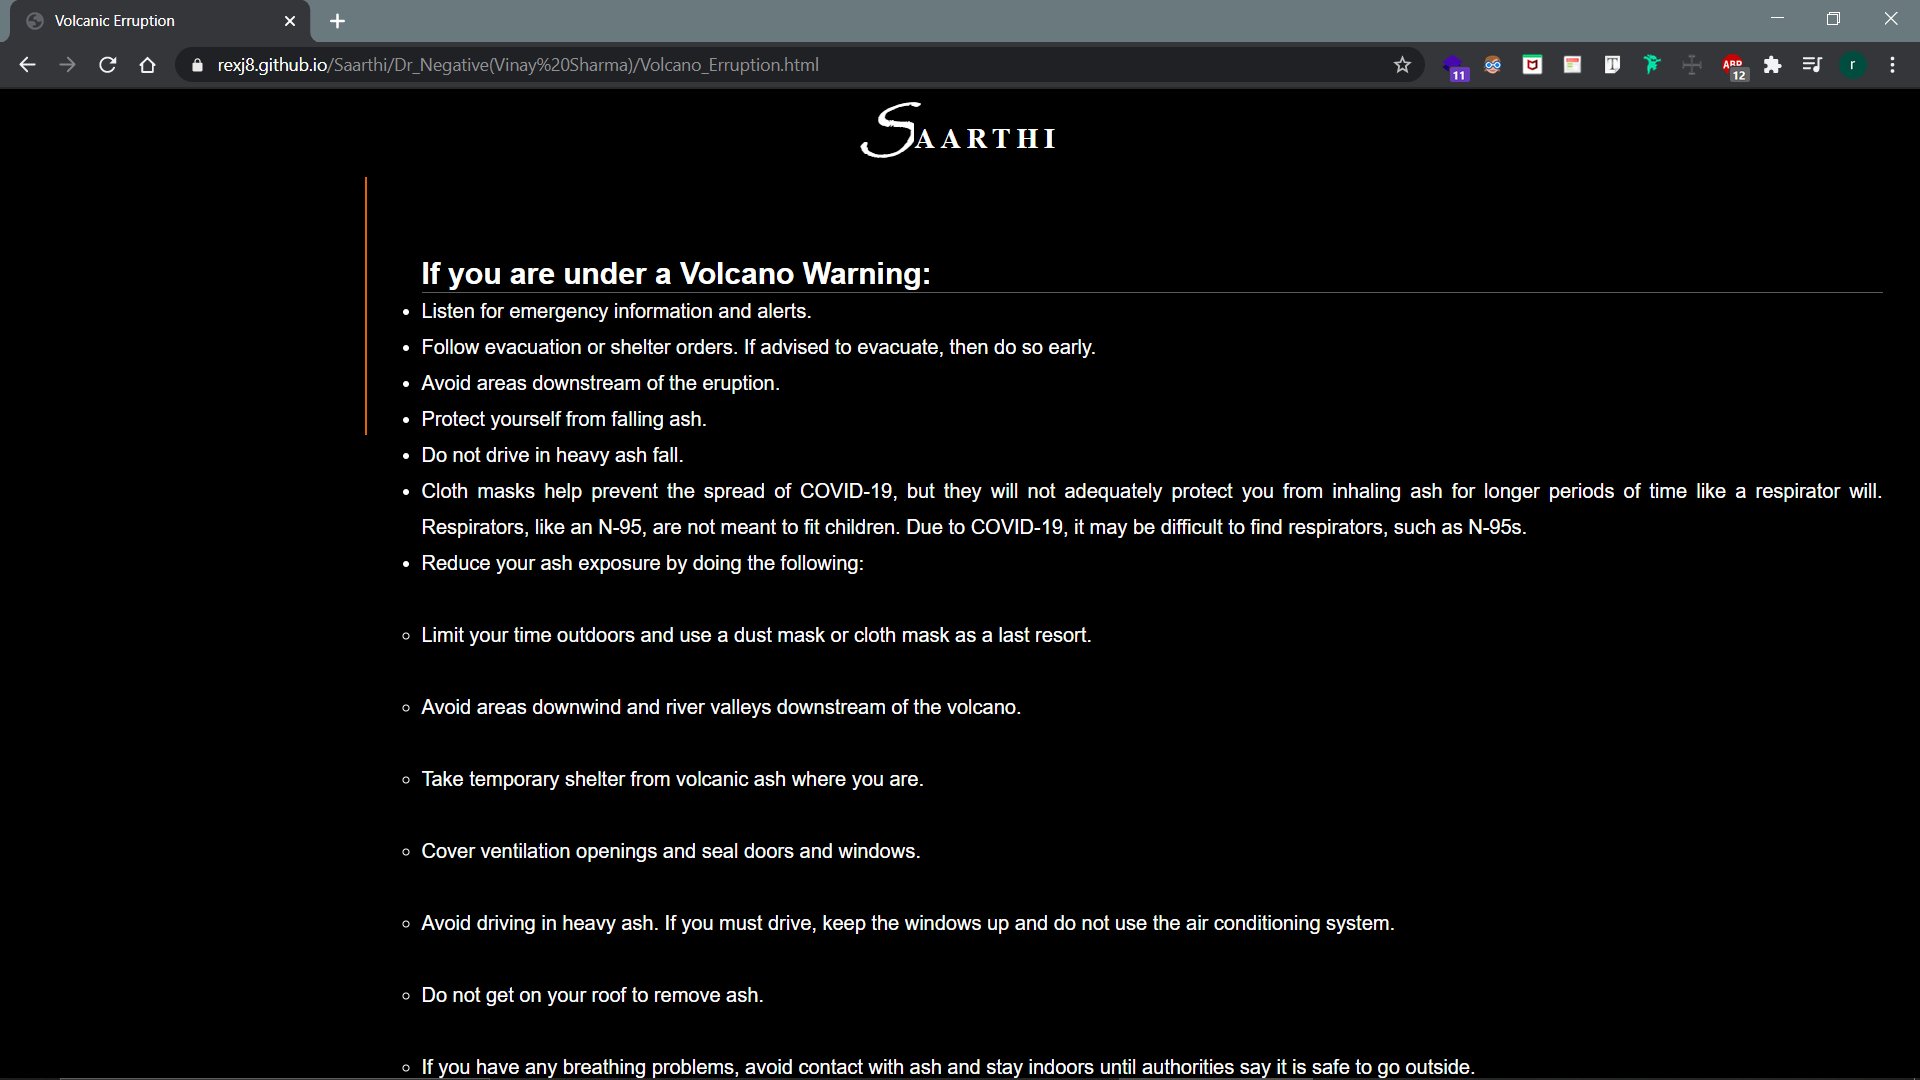 Volcanic Erruption
rexj8.github.io/Saarthi/Dr_Negative(Vinay%20Sharma)/Volcano_Erruption.html
11
ABP
12
r
SAARTHI
If you are under a Volcano Warning:
Listen for emergency information and alerts.
Follow evacuation or shelter orders. If advised to evacuate, then do so early.
Avoid areas downstream of the eruption.
Protect yourself from falling ash.
Do not drive in heavy ash fall.
Cloth masks help prevent the spread of COVID-19, but they will not adequately protect you from inhaling ash for longer periods of time like a respirator will.
Respirators, like an N-95, are not meant to fit children. Due to COVID-19, it may be difficult to find respirators, such as N-95s.
Reduce your ash exposure by doing the following:
Limit your time outdoors and use a dust mask or cloth mask as a last resort.
Avoid areas downwind and river valleys downstream of the volcano.
Take temporary shelter from volcanic ash where you are.
Cover ventilation openings and seal doors and windows.
Avoid driving in heavy ash. If you must drive, keep the windows up and do not use the air conditioning system.
Do not get on your roof to remove ash.
If you have any breathing problems, avoid contact with ash and stay indoors until authorities say it is safe to go outside.